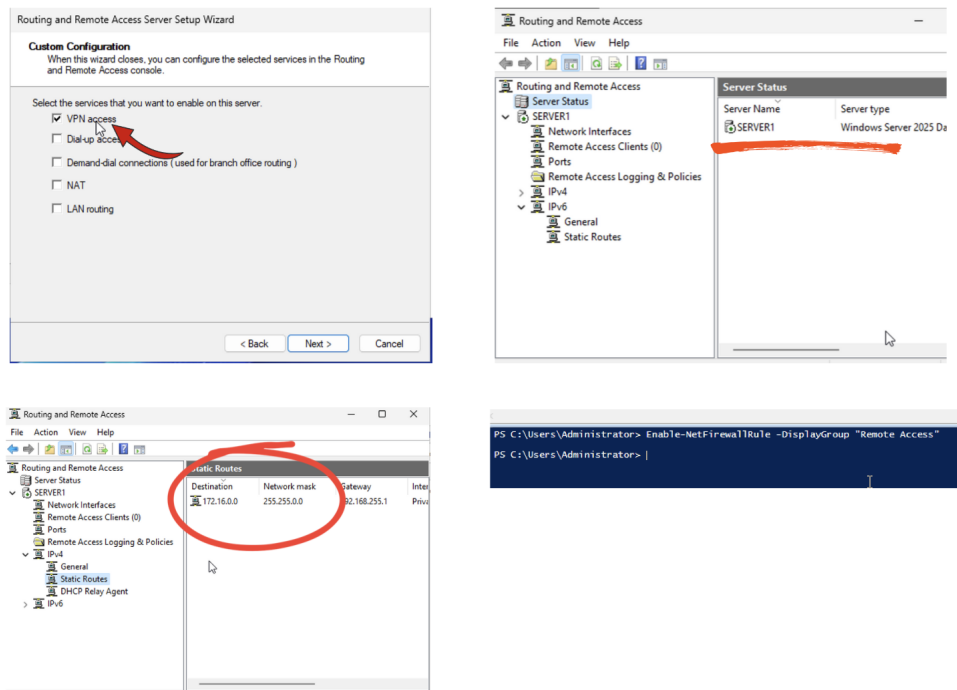 Routing and Remote Access Server Setup Wizard
Custom Configuration
When this wizard closes, you can configure the selected services in the Routing
and Remote Access console.
Select the services that you want to enable on this server.
VPN access
Dial-up access
Demand-dial connections (used for branch office routing )
NAT
LAN routing
< Back
Next >
Cancel
Routing and Remote Access
File Action View Help
Routing and Remote Access
Server Status
SERVER1
Network Interfaces
Remote Access Clients (0)
Ports
Remote Access Logging & Policies
IPv4
IPv6
General
Static Routes
Server Status
Server Name Server type
SERVER1 Windows Server 2025 Da
Routing and Remote Access
File Action View Help
Routing and Remote Access
Server Status
SERVER1
Network Interfaces
Remote Access Clients (0)
Ports
Remote Access Logging & Policies
IPv4
General
Static Routes
DHCP Relay Agent
IPv6
Static Routes
Destination Network mask Gateway Inter
172.16.0.0 255.255.0.0 92.168.255.1 Priva
PS C:\Users\Administrator> Enable-NetFirewallRule -DisplayGroup "Remote Access"
PS C:\Users\Administrator>